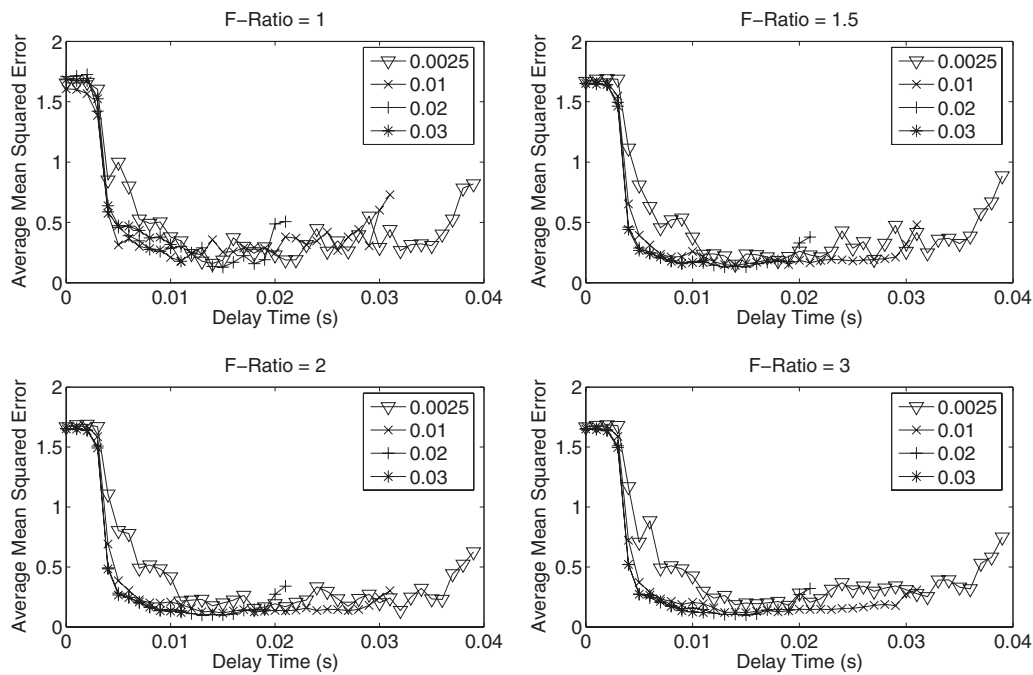 F−Ratio = 1
Average Mean Squared Error
2
1.5
1
0.5
0
0 0.01 0.02 0.03 0.04
Delay Time (s)
0.0025
0.01
0.02
0.03
F−Ratio = 1.5
Average Mean Squared Error
2
1.5
1
0.5
0
0 0.01 0.02 0.03 0.04
Delay Time (s)
0.0025
0.01
0.02
0.03
F−Ratio = 2
Average Mean Squared Error
2
1.5
1
0.5
0
0 0.01 0.02 0.03 0.04
Delay Time (s)
0.0025
0.01
0.02
0.03
F−Ratio = 3
Average Mean Squared Error
2
1.5
1
0.5
0
0 0.01 0.02 0.03 0.04
Delay Time (s)
0.0025
0.01
0.02
0.03